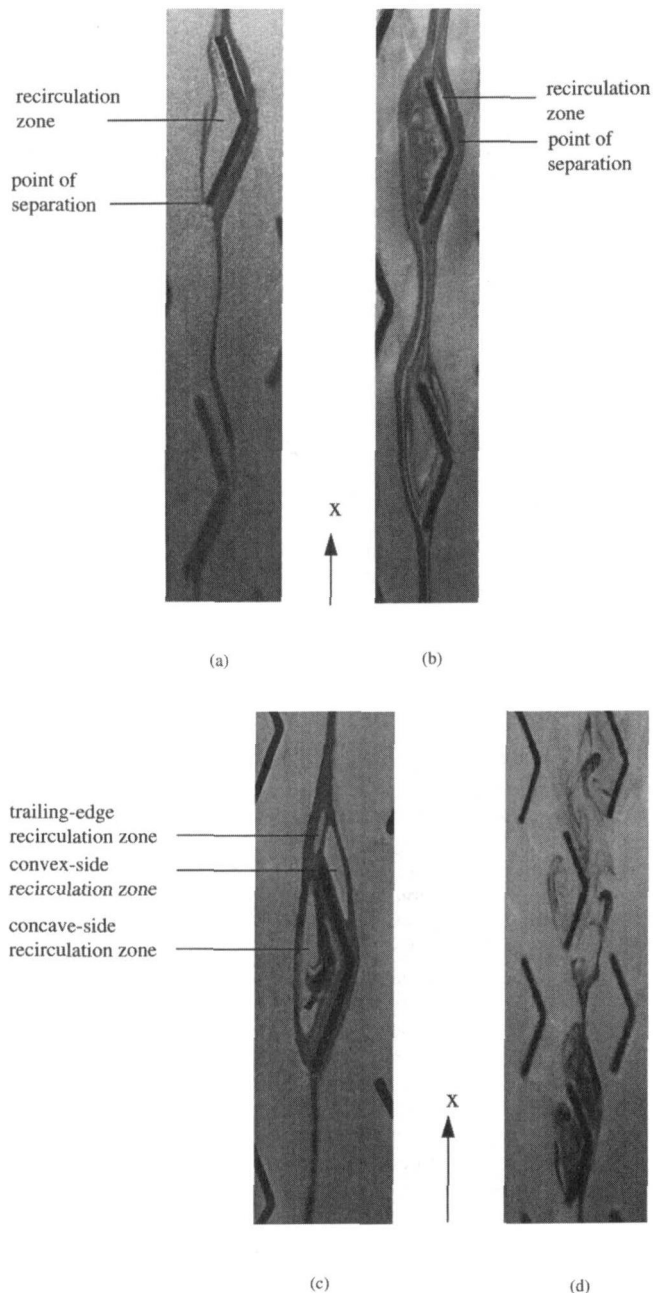 recirculation
zone
point of
separation
recirculation
zone
point of
separation
x
(a)
(b)
trailing-edge
recirculation zone
convex-side
recirculation zone
concave-side
recirculation zone
x
(c)
(d)